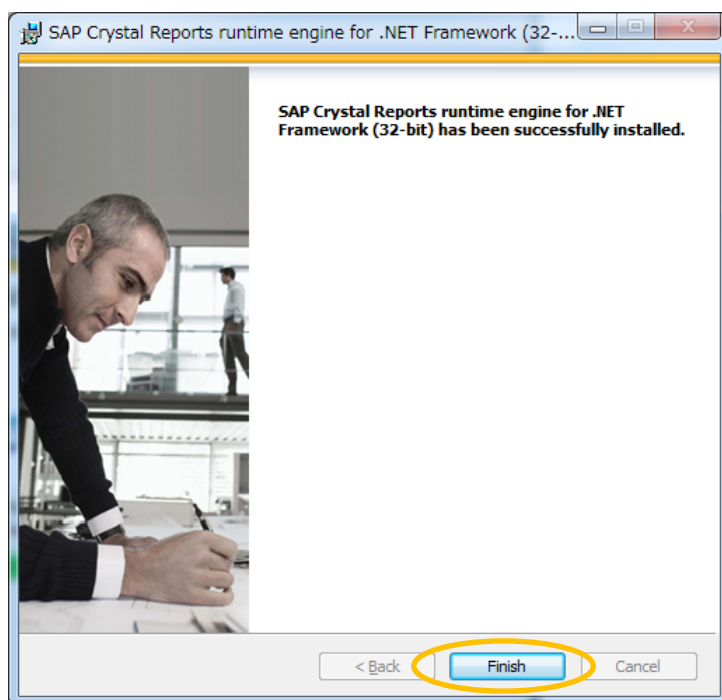 SAP Crystal Reports runtime engine for .NET Framework (32-...
SAP Crystal Reports runtime engine for .NET
Framework (32-bit) has been successfully installed.
< Back
Finish
Cancel